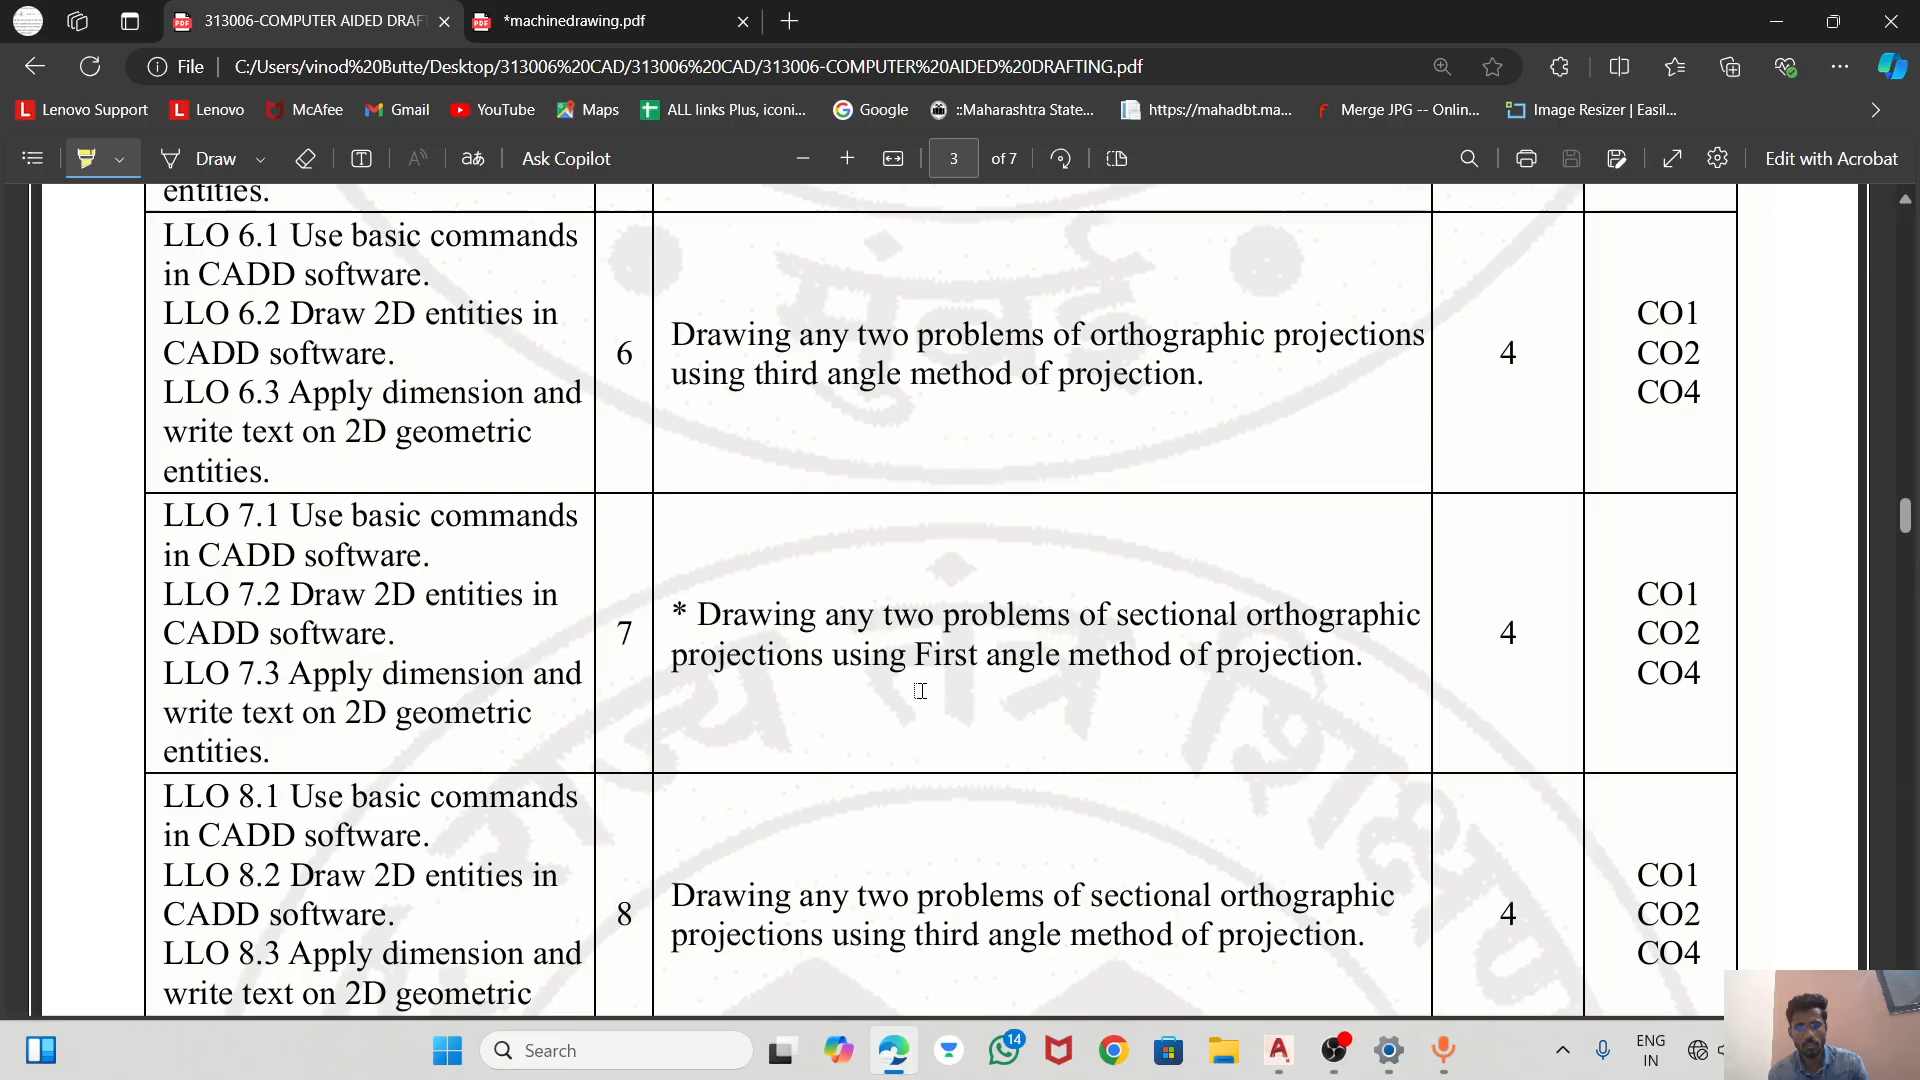 313006-COMPUTER AIDED DRAF
*machinedrawing.pdf
File
C:/Users/vinod%20Butte/Desktop/313006%20CAD/313006%20CAD/313006-COMPUTER%20AIDED%20DRAFTING.pdf
Lenovo Support
Lenovo
McAfee
Gmail
YouTube
Maps
ALL links Plus, iconi...
Google
::Maharashtra State...
https://mahadbt.ma...
Merge JPG -- Onlin...
Image Resizer | Easil...
Draw
aあ
Ask Copilot
3 of 7
Edit with Acrobat
entities.
LLO 6.1 Use basic commands
in CADD software.
LLO 6.2 Draw 2D entities in
CADD software.
LLO 6.3 Apply dimension and
write text on 2D geometric
entities.
6
Drawing any two problems of orthographic projections
using third angle method of projection.
4
CO1
CO2
CO4
LLO 7.1 Use basic commands
in CADD software.
LLO 7.2 Draw 2D entities in
CADD software.
LLO 7.3 Apply dimension and
write text on 2D geometric
entities.
7
* Drawing any two problems of sectional orthographic
projections using First angle method of projection.
4
CO1
CO2
CO4
LLO 8.1 Use basic commands
in CADD software.
LLO 8.2 Draw 2D entities in
CADD software.
LLO 8.3 Apply dimension and
write text on 2D geometric
8
Drawing any two problems of sectional orthographic
projections using third angle method of projection.
4
CO1
CO2
CO4
मुंबई
राज्य तंत्र शिक्षण
Search
14
ENG
IN